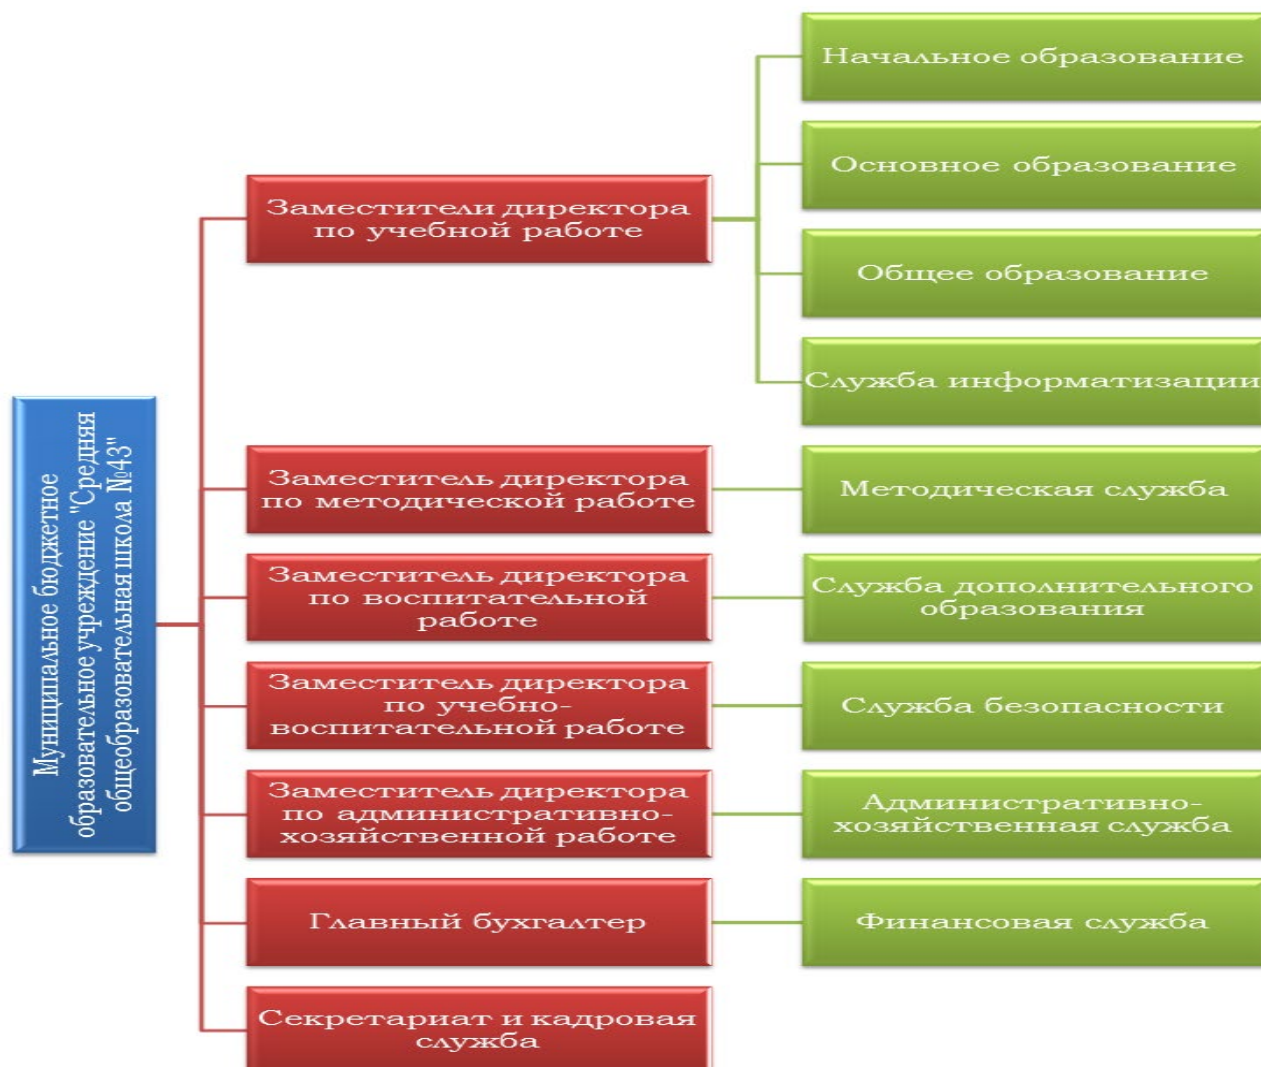 Муниципальное бюджетное
образовательное учреждение "Средняя
общеобразовательная школа №43"
Заместители директора
по учебной работе
Начальное образование
Основное образование
Общее образование
Служба информатизации
Заместитель директора
по методической работе
Методическая служба
Заместитель директора
по воспитательной
работе
Служба дополнительного
образования
Заместитель директора
по учебно-
воспитательной работе
Служба безопасности
Заместитель директора
по административно-
хозяйственной работе
Административно-
хозяйственная служба
Главный бухгалтер
Финансовая служба
Секретариат и кадровая
служба